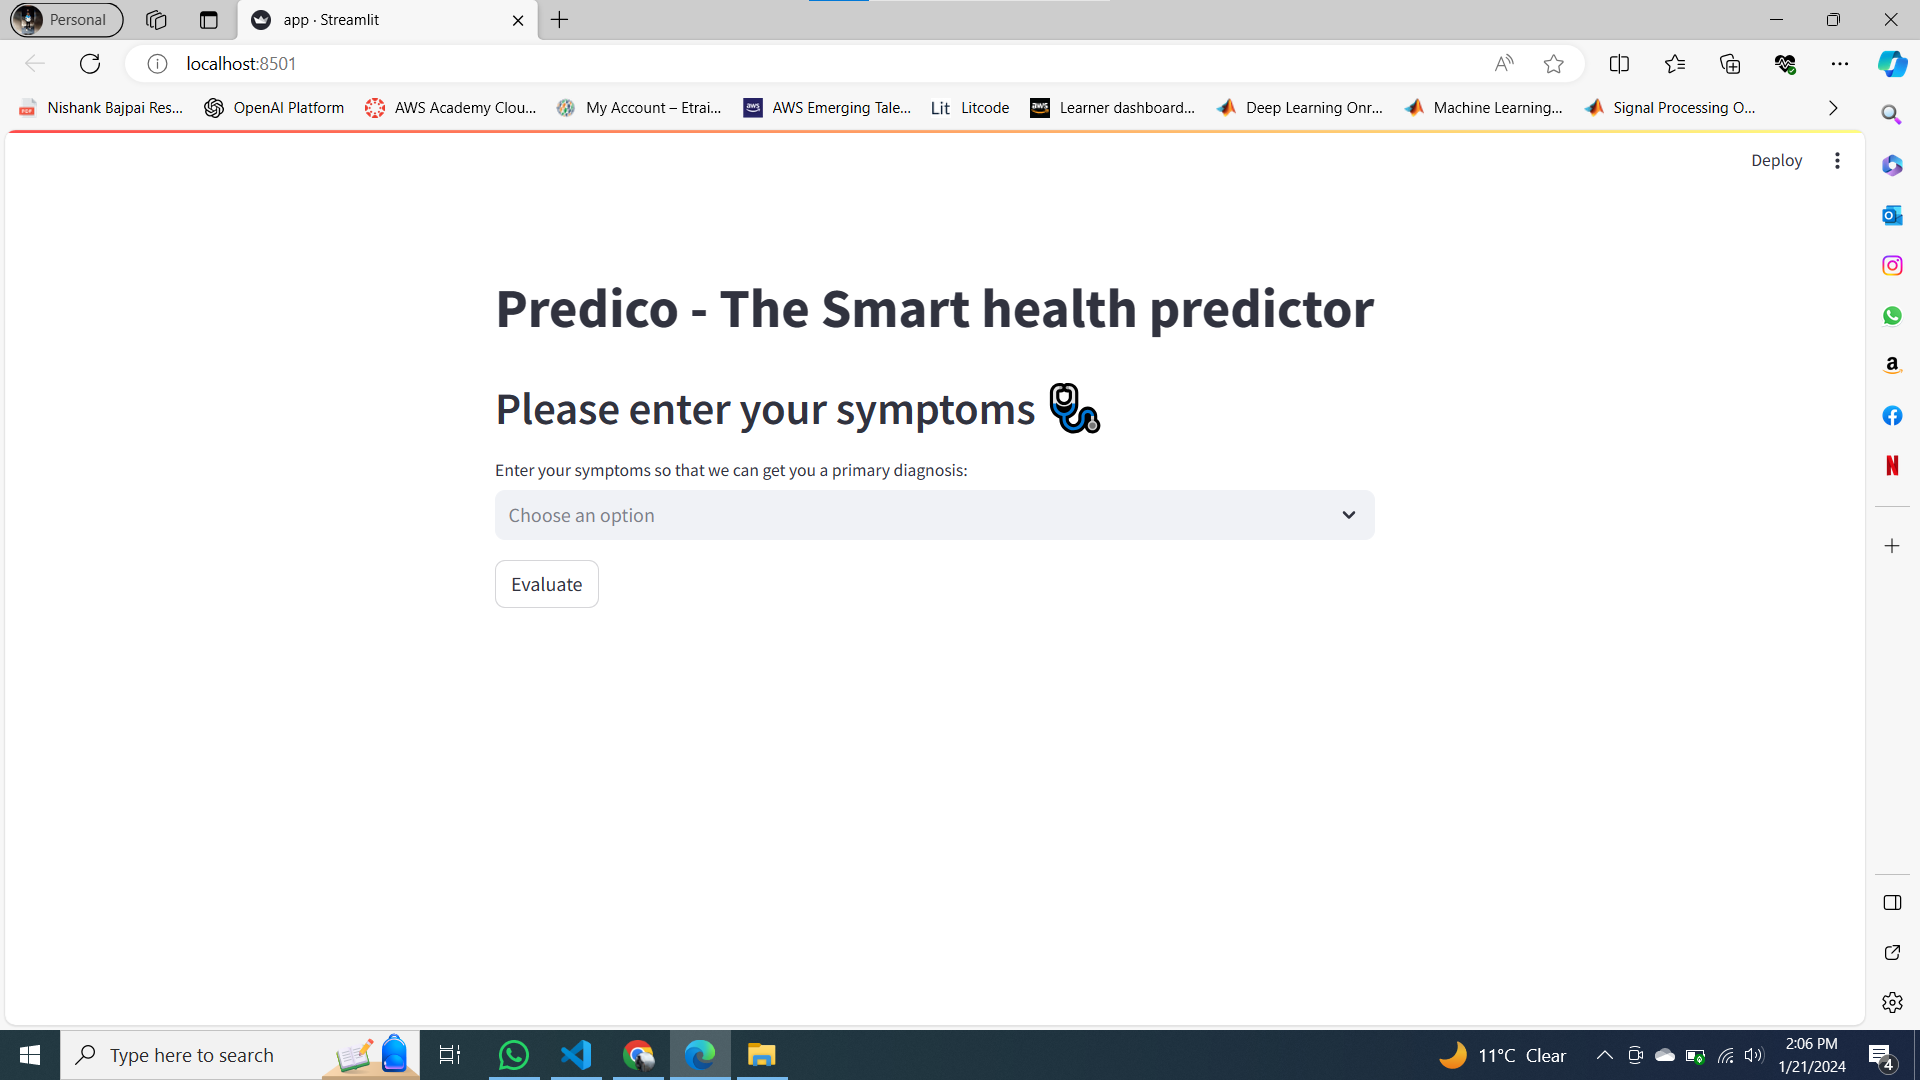 Personal
app · Streamlit
localhost:8501
Nishank Bajpai Res...
OpenAI Platform
AWS Academy Clou...
My Account – Etrai...
aws
AWS Emerging Tale...
Lit
Litcode
aws
Learner dashboard...
Deep Learning Onr...
Machine Learning...
Signal Processing O...
Deploy
Predico - The Smart health predictor
Please enter your symptoms
Enter your symptoms so that we can get you a primary diagnosis:
Choose an option
Evaluate
Type here to search
11°C Clear
2:06 PM
1/21/2024
4